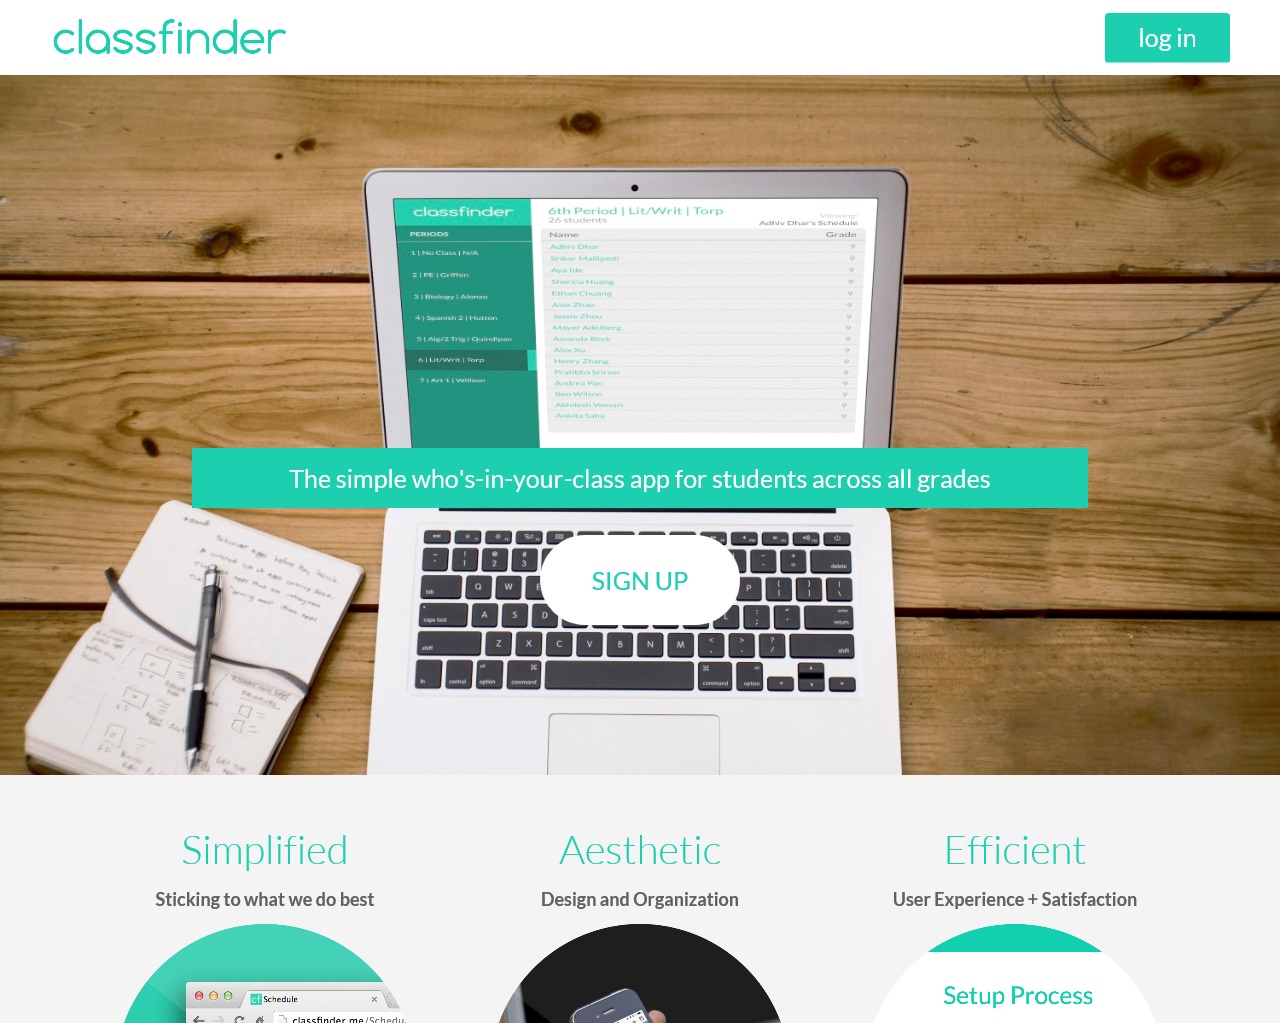 classfinder
log in
classfinder
PERIODS
1 | No Class | N/A
2 | PE | Griffen
3 | Biology | Alonzo
4 | Spanish 2 | Hutton
5 | Alg/2 Trig | Quindipan
6 | Lit/Writ | Torp
7 | Art 1 | Willson
6th Period | Lit/Writ | Torp
26 students
Viewing:
Adhiv Dhar's Schedule
Name Grade
Adhiv Dhar 9
Srikar Mallipedi 9
Aya Ide 9
Sherina Huang 9
Ethan Chuang 9
Alex Zhao 9
Jessie Zhou 9
Mayer Adelberg 9
Amanda Beck 9
Alex Xu 9
Henry Zheng 9
Pratibha Sriram 9
Andrea Pan 9
Ben Wilson 9
Akhilesh Vemuri 9
Ankita Saha 9
The simple who's-in-your-class app for students across all grades
SIGN UP
Simplified
Sticking to what we do best
Aesthetic
Design and Organization
Efficient
User Experience + Satisfaction
cf Schedule
classfinder.me/Schedu
Setup Process